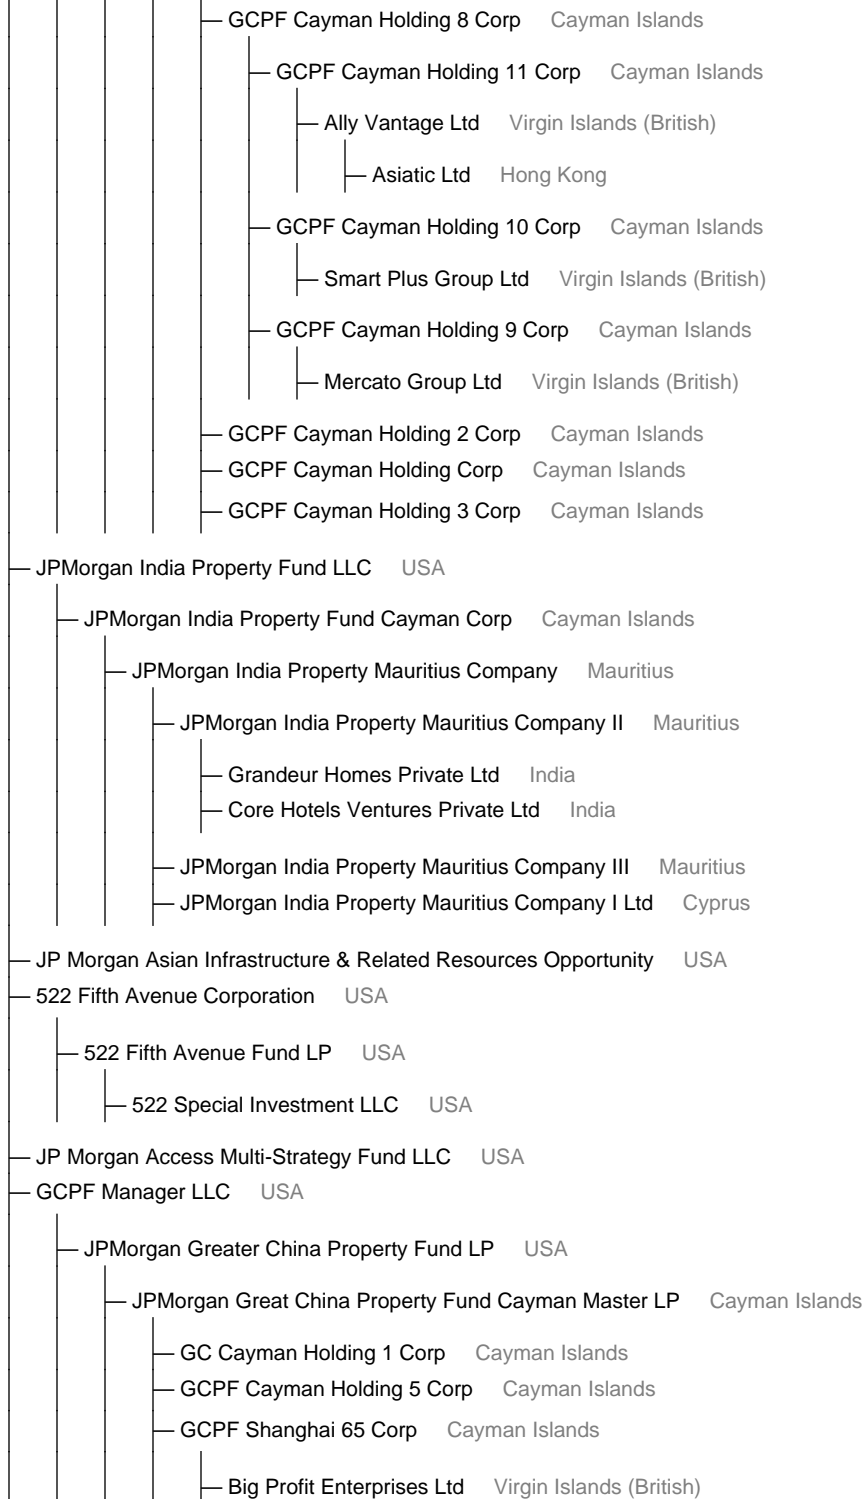 GCPF Cayman Holding 8 Corp Cayman Islands
GCPF Cayman Holding 11 Corp Cayman Islands
Ally Vantage Ltd Virgin Islands (British)
Asiatic Ltd Hong Kong
GCPF Cayman Holding 10 Corp Cayman Islands
Smart Plus Group Ltd Virgin Islands (British)
GCPF Cayman Holding 9 Corp Cayman Islands
Mercato Group Ltd Virgin Islands (British)
GCPF Cayman Holding 2 Corp Cayman Islands
GCPF Cayman Holding Corp Cayman Islands
GCPF Cayman Holding 3 Corp Cayman Islands
JPMorgan India Property Fund LLC USA
JPMorgan India Property Fund Cayman Corp Cayman Islands
JPMorgan India Property Mauritius Company Mauritius
JPMorgan India Property Mauritius Company II Mauritius
Grandeur Homes Private Ltd India
Core Hotels Ventures Private Ltd India
JPMorgan India Property Mauritius Company III Mauritius
JPMorgan India Property Mauritius Company I Ltd Cyprus
JP Morgan Asian Infrastructure & Related Resources Opportunity USA
522 Fifth Avenue Corporation USA
522 Fifth Avenue Fund LP USA
522 Special Investment LLC USA
JP Morgan Access Multi-Strategy Fund LLC USA
GCPF Manager LLC USA
JPMorgan Greater China Property Fund LP USA
JPMorgan Great China Property Fund Cayman Master LP Cayman Islands
GC Cayman Holding 1 Corp Cayman Islands
GCPF Cayman Holding 5 Corp Cayman Islands
GCPF Shanghai 65 Corp Cayman Islands
Big Profit Enterprises Ltd Virgin Islands (British)